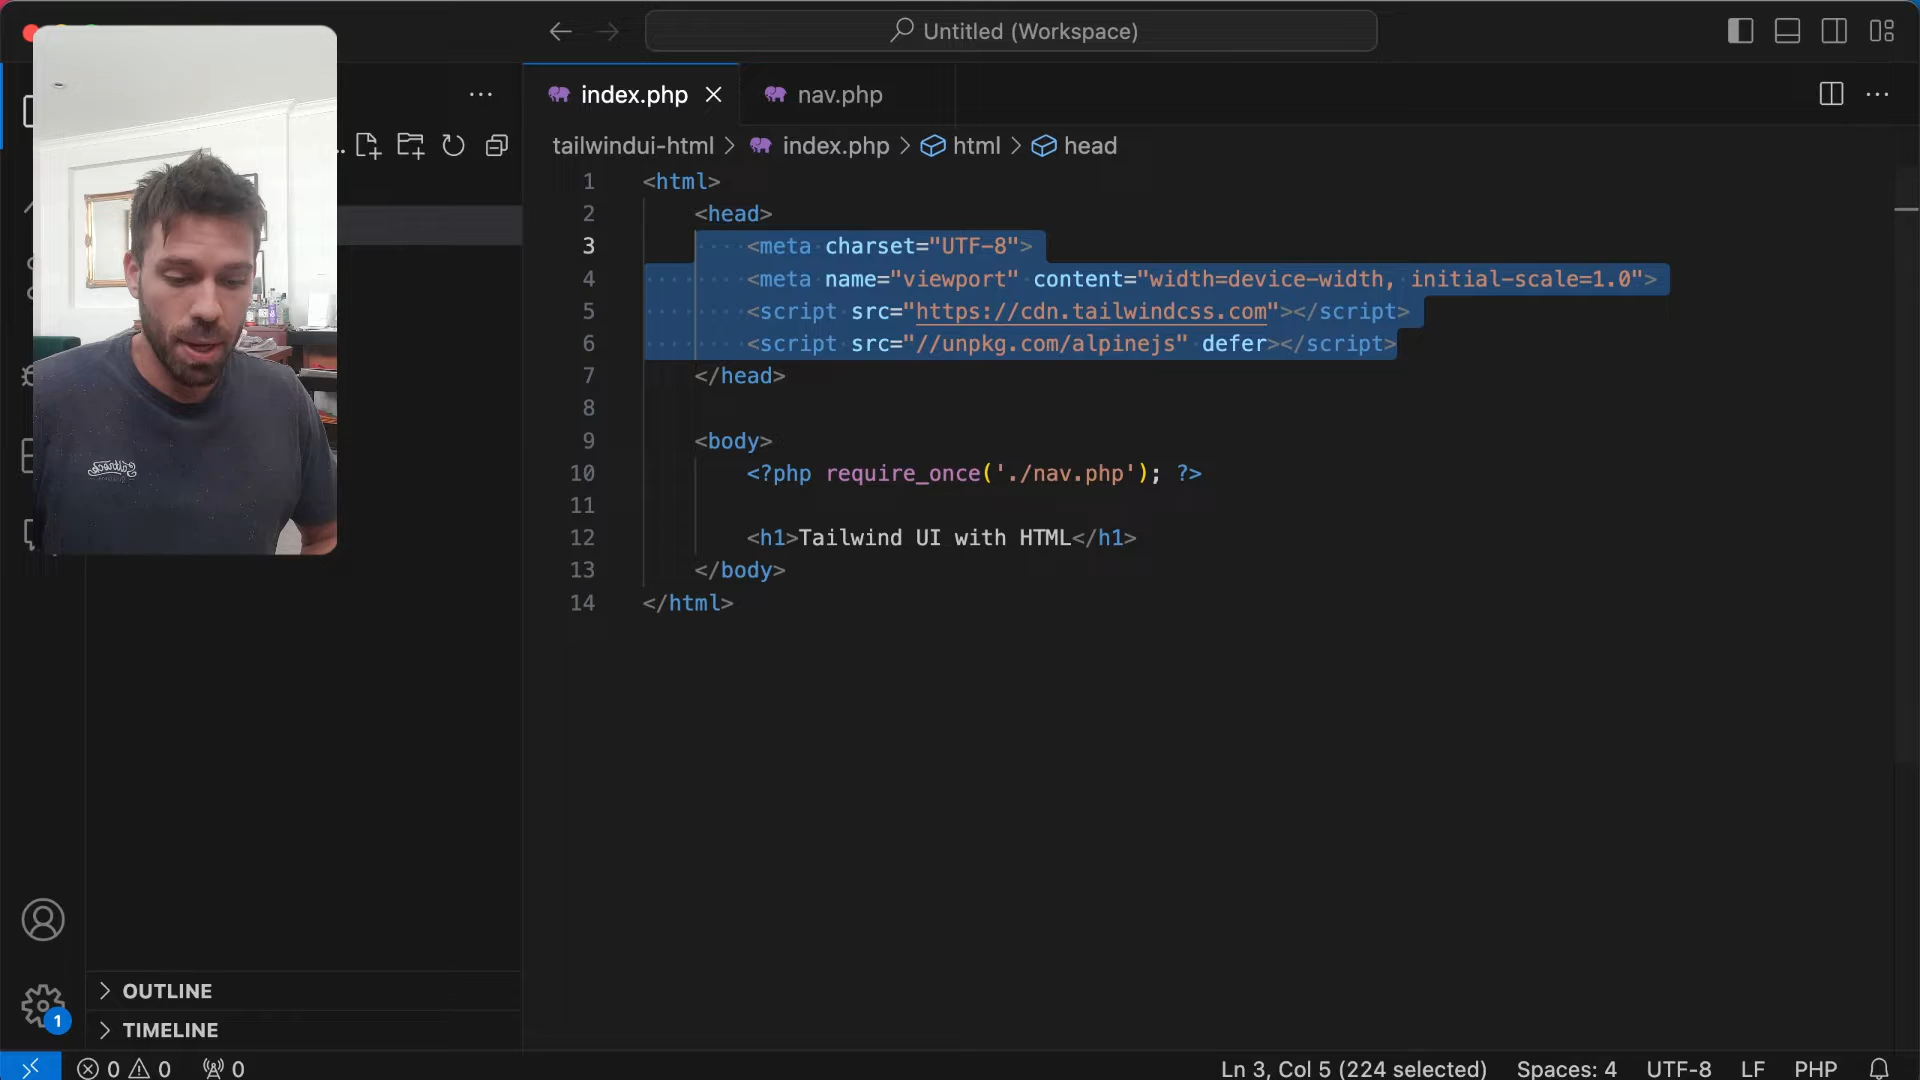 Untitled (Workspace)
index.php
nav.php
tailwindui-html > index.php > html > head
1 <html>
2 <head>
3 <meta charset="UTF-8">
4 <meta name="viewport" content="width=device-width, initial-scale=1.0">
5 <script src="https://cdn.tailwindcss.com"></script>
6 <script src="//unpkg.com/alpinejs" defer></script>
7 </head>
8
9 <body>
10 <?php require_once('./nav.php'); ?>
11
12 <h1>Tailwind UI with HTML</h1>
13 </body>
14 </html>
OUTLINE
1
TIMELINE
0 0 0 Ln 3, Col 5 (224 selected) Spaces: 4 UTF-8 LF PHP